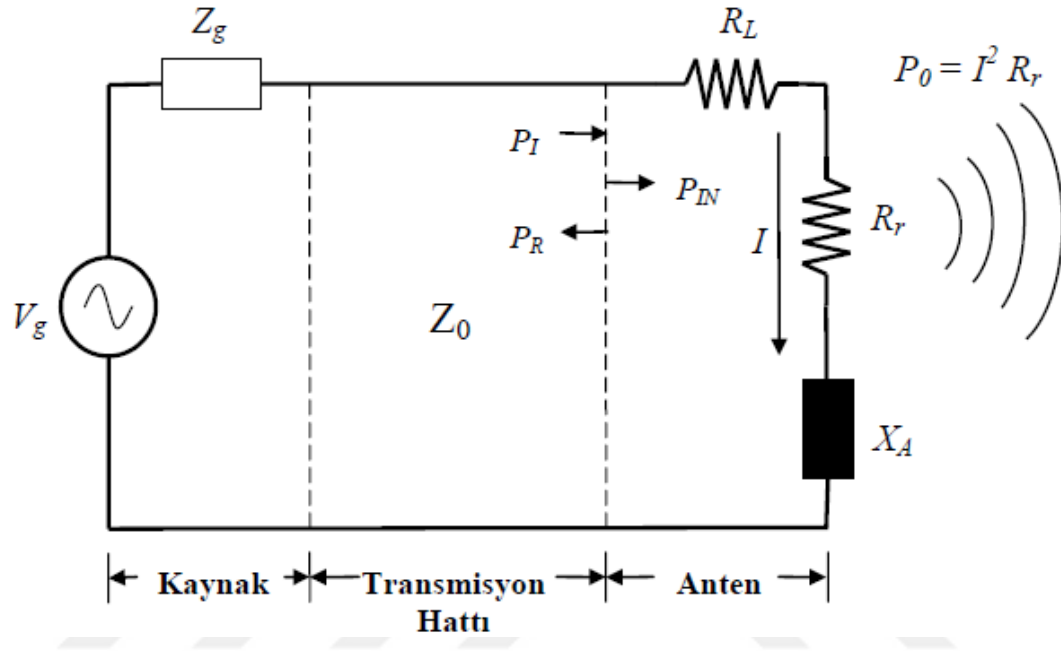 Z_g
R_L
P_0 = I^2 R_r
P_I
P_IN
P_R
I
R_r
V_g
Z_0
X_A
Kaynak
Transmisyon
Hattı
Anten